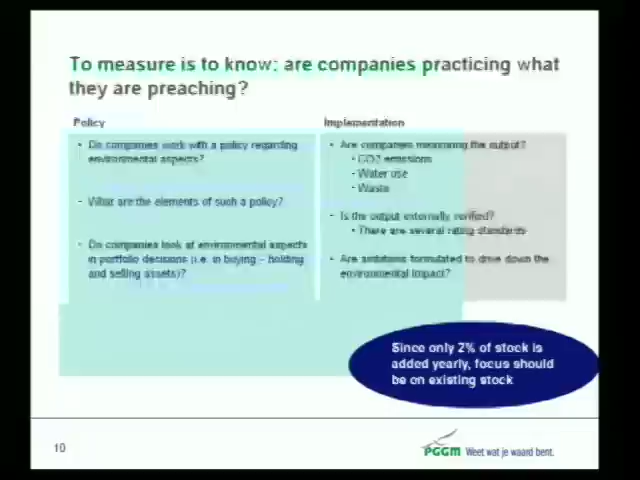 To measure is to know: are companies practicing what
they are preaching?
Policy
Do companies work with a policy regarding
environmental aspects?
What are the elements of such a policy?
Do companies look at environmental aspects
in portfolio decisions (i.e. in buying – holding
and selling assets)?
Implementation
Are companies measuring the output?
CO2 emissions
Water use
Waste
Is the output externally verified?
There are several rating standards
Are ambitions formulated to drive down the
environmental impact?
Since only 2% of stock is
added yearly, focus should
be on existing stock
10
PGGM Weet wat je waard bent.